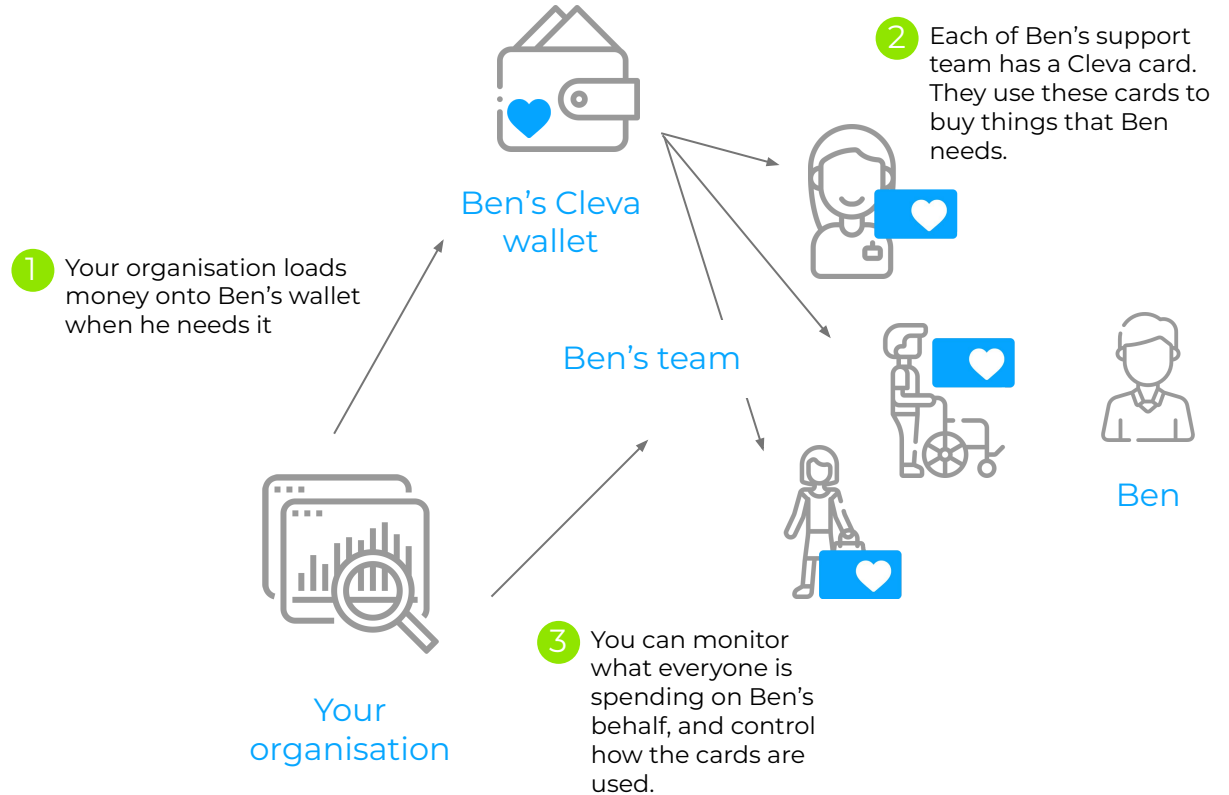 2
Each of Ben’s support
team has a Cleva card.
They use these cards to
buy things that Ben
needs.
Ben’s Cleva
wallet
1
Your organisation loads
money onto Ben’s wallet
when he needs it
Ben’s team
Ben
3
You can monitor
what everyone is
spending on Ben’s
behalf, and control
how the cards are
used.
Your
organisation